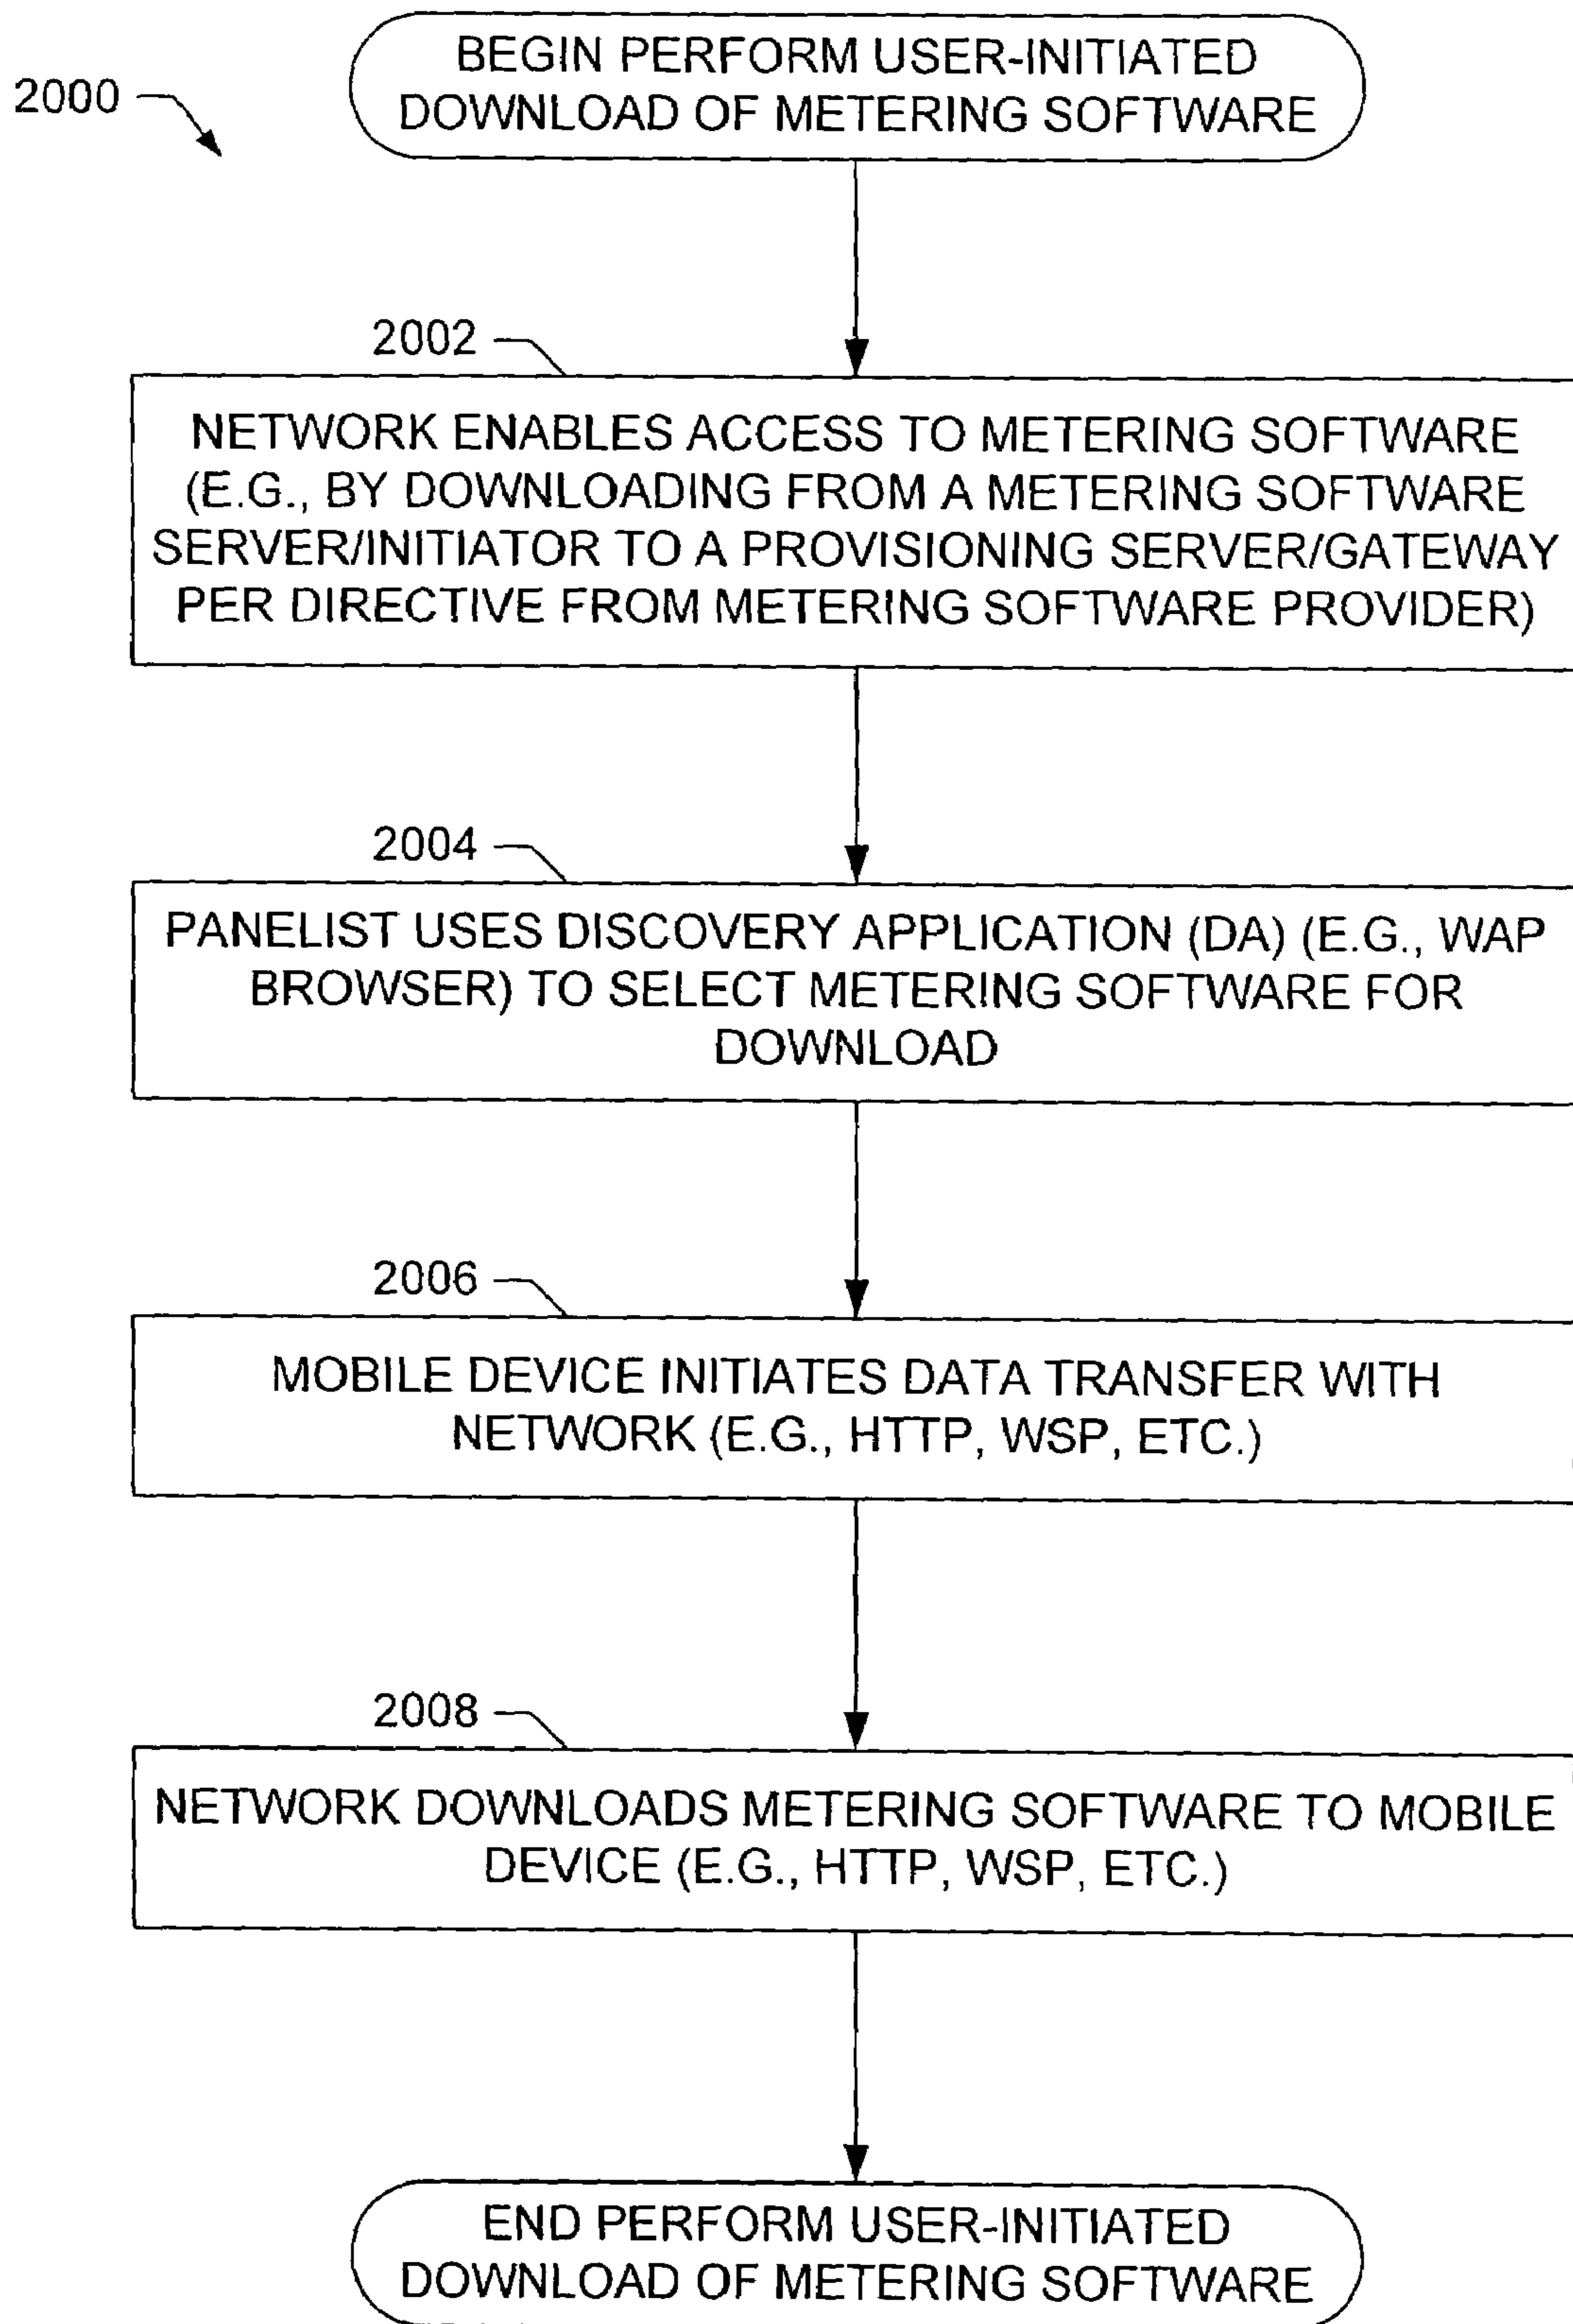 BEGIN PERFORM USER-INITIATED
DOWNLOAD OF METERING SOFTWARE
2000
2002
NETWORK ENABLES ACCESS TO METERING SOFTWARE
(E.G., BY DOWNLOADING FROM A METERING SOFTWARE
SERVER/INITIATOR TO A PROVISIONING SERVER/GATEWAY
PER DIRECTIVE FROM METERING SOFTWARE PROVIDER)
2004
PANELIST USES DISCOVERY APPLICATION (DA) (E.G., WAP
BROWSER) TO SELECT METERING SOFTWARE FOR
DOWNLOAD
2006
MOBILE DEVICE INITIATES DATA TRANSFER WITH
NETWORK (E.G., HTTP, WSP, ETC.)
2008
NETWORK DOWNLOADS METERING SOFTWARE TO MOBILE
DEVICE (E.G., HTTP, WSP, ETC.)
END PERFORM USER-INITIATED
DOWNLOAD OF METERING SOFTWARE